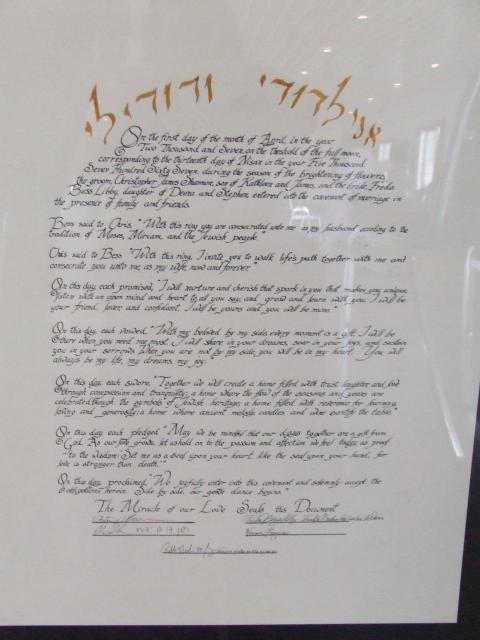 אני לדודי ודודי לי
On the first day of the month of April, in the year
Two Thousand and Seven, on the threshold of the full moon,
corresponding to the thirteenth day of Nisan in the year Five Thousand
Seven Hundred Sixty Seven, during the season of the brightening of flowers,
the groom, Christopher James Shannon, son of Kathleen and James, and the bride, Freda
Bess Libby, daughter of Deena and Stephen, entered into the covenant of marriage in
the presence of family and friends.
Bess said to Chris, "With this ring you are consecrated unto me as my husband according to the
tradition of Moses, Miriam, and the Jewish people."
Chris said to Bess "With this ring, I invite you to walk life's path together with me and
consecrate you unto me, as my wife, now and forever."
On this day each promised, "I will nurture and cherish that spark in you that makes you unique,
listen with an open mind and heart to all you say, and grow and learn with you. I will be
your friend, lover and confidant. I will be yours and you will be mine."
On this day each vowed, "With my beloved by my side, every moment is a gift. I will be
there when you need me most. I will share in your dreams, in your joys, and sustain
you in your sorrows. When you are not by my side, you will be in my heart. You will
always be my life, my dreams, my joy."
On this day each swore, "Together we will create a home filled with trust, laughter and
through compassion and tranquility; a home where the flow of the seasons and years are
celebrated through the symbols of Jewish heritage; a home filled with reverence for learning,
loving and generosity; a home where ancient melody, candles and wine sanctify the table."
On this day each pledged "May we be mindful that our days together are a gift from
God. As our love grows, let us hold on to the passion and affection we feel today, as proof
to the wisdom: Set me as a seal upon your heart, like the seal upon your hand, for
love is stronger than death."
On this day, proclaimed, "We joyfully enter into this covenant and solemnly accept the
obligations herein. Side by side, our gentle dance begins."
The Miracle of our Love Seals this Document